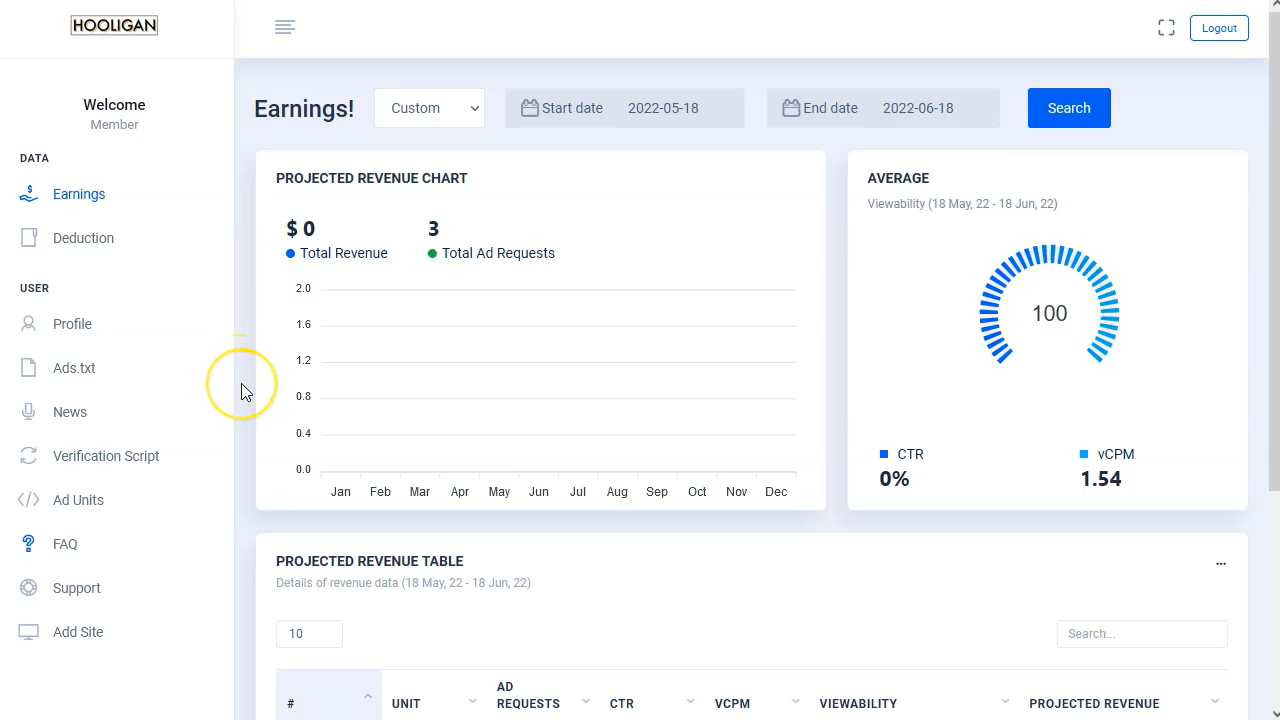 HOOLIGAN
Logout
Welcome
Member
DATA
Earnings
Deduction
USER
Profile
Ads.txt
News
Verification Script
Ad Units
FAQ
Support
Add Site
Earnings!
Custom
Start date 2022-05-18
End date 2022-06-18
Search
PROJECTED REVENUE CHART
$ 0
Total Revenue
3
Total Ad Requests
2.0
1.6
1.2
0.8
0.4
0.0
Jan Feb Mar Apr May Jun Jul Aug Sep Oct Nov Dec
AVERAGE
Viewability (18 May, 22 - 18 Jun, 22)
100
CTR
0%
vCPM
1.54
PROJECTED REVENUE TABLE
...
Details of revenue data (18 May, 22 - 18 Jun, 22)
10
Search...
# UNIT AD REQUESTS CTR VCPM VIEWABILITY PROJECTED REVENUE